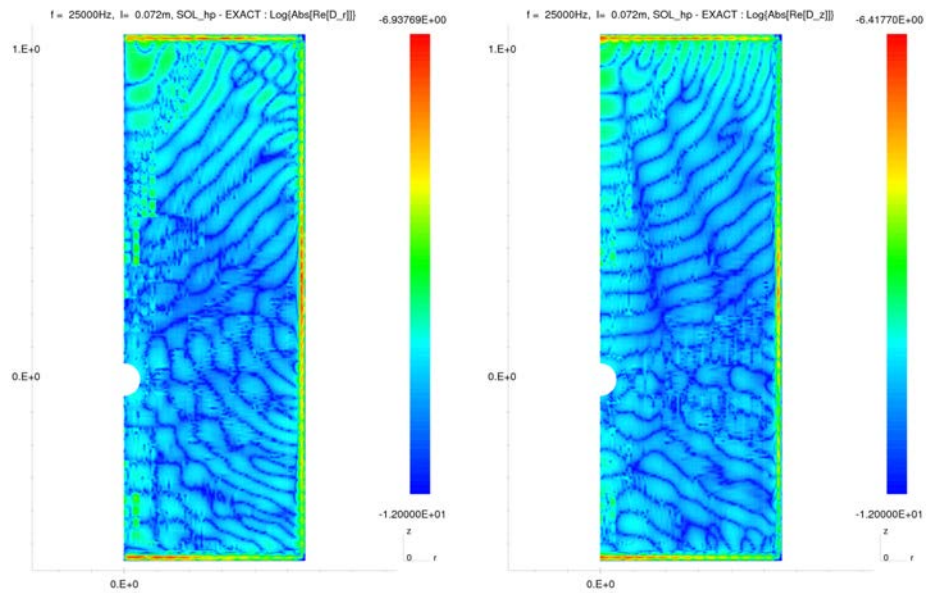 f = 25000Hz, l= 0.072m, SOL_hp - EXACT : Log{Abs[Re[D_r]]}
-6.93769E+00
1.E+0
0.E+0
-1.20000E+01
z
0 r
0.E+0
f = 25000Hz, l= 0.072m, SOL_hp - EXACT : Log{Abs[Re[D_z]]}
-6.41770E+00
1.E+0
0.E+0
-1.20000E+01
z
0 r
0.E+0